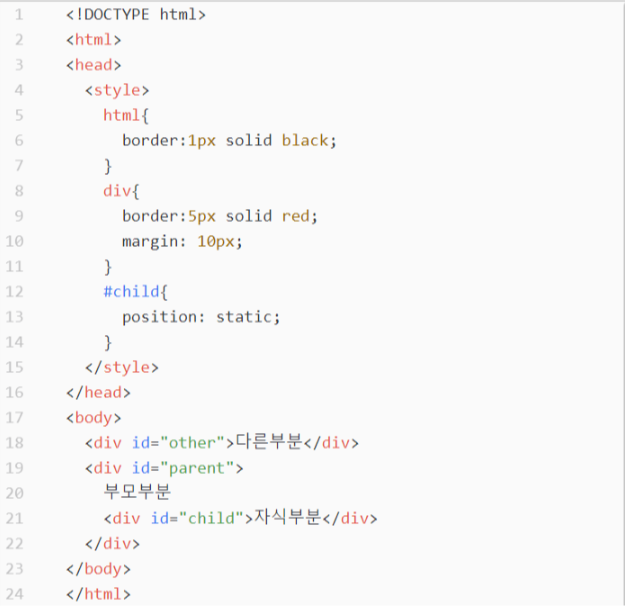 1 <!DOCTYPE html>
2 <html>
3 <head>
4 <style>
5 html{
6 border:1px solid black;
7 }
8 div{
9 border:5px solid red;
10 margin: 10px;
11 }
12 #child{
13 position: static;
14 }
15 </style>
16 </head>
17 <body>
18 <div id="other">다른부분</div>
19 <div id="parent">
20 부모부분
21 <div id="child">자식부분</div>
22 </div>
23 </body>
24 </html>